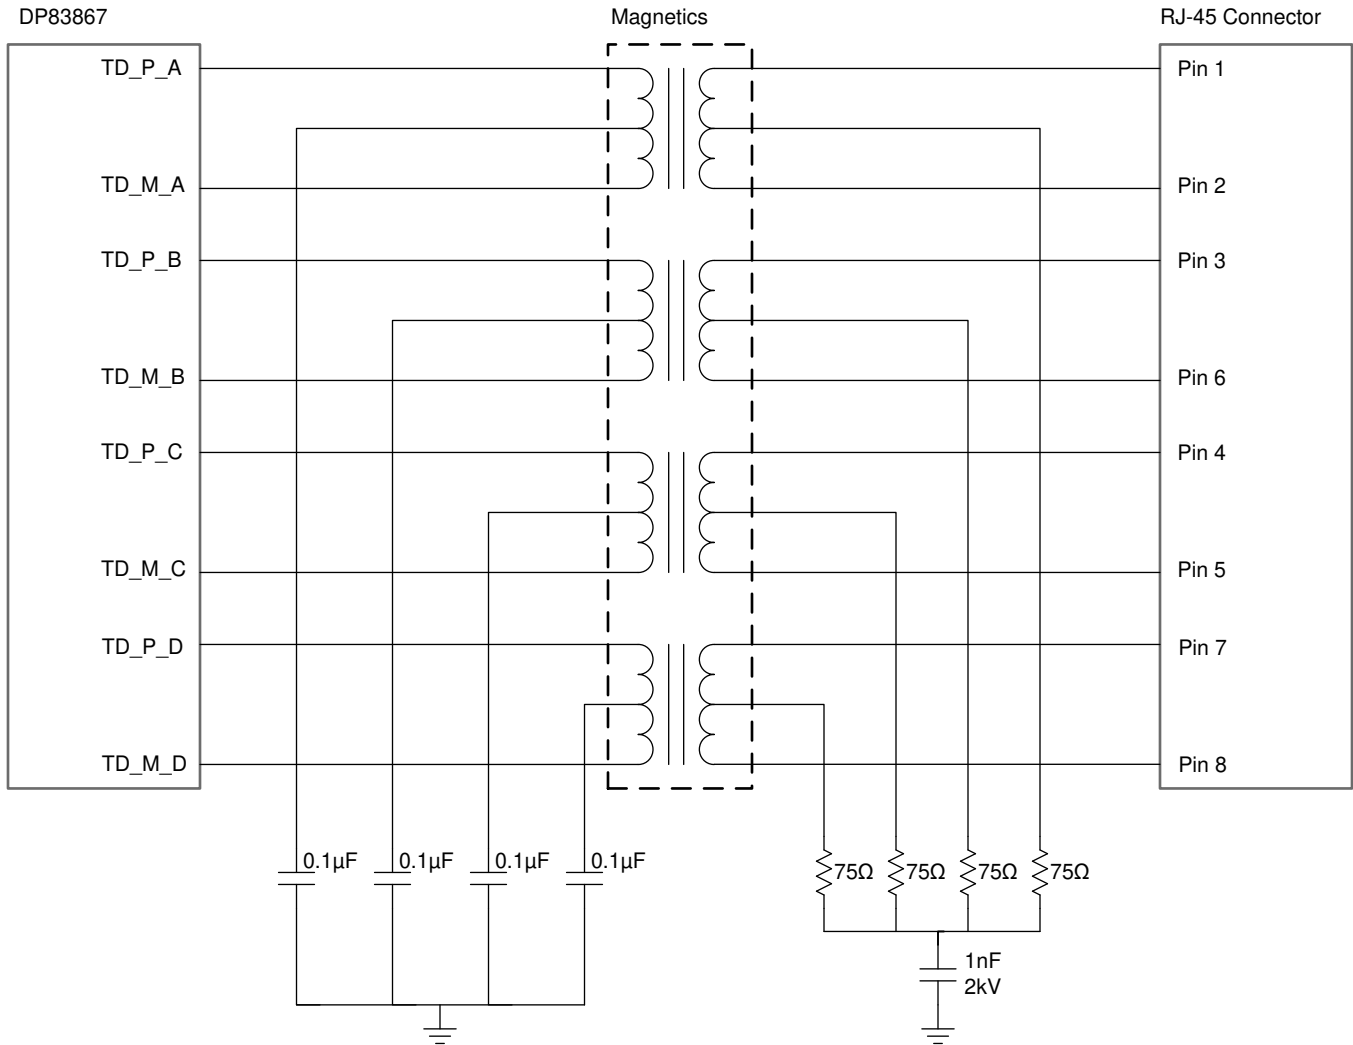 DP83867
Magnetics
RJ-45 Connector
TD_P_A
Pin 1
TD_M_A
Pin 2
TD_P_B
Pin 3
TD_M_B
Pin 6
TD_P_C
Pin 4
TD_M_C
Pin 5
TD_P_D
Pin 7
TD_M_D
Pin 8
0.1µF
0.1µF
0.1µF
0.1µF
75Ω
75Ω
75Ω
75Ω
1nF
2kV